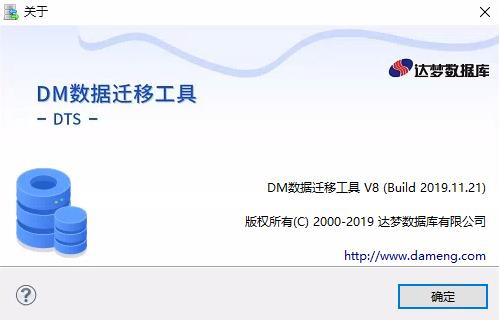 关于
达梦数据库
DM数据迁移工具
– DTS –
DM数据迁移工具 V8 (Build 2019.11.21)
版权所有(C) 2000-2019 达梦数据库有限公司
http://www.dameng.com
?
确定